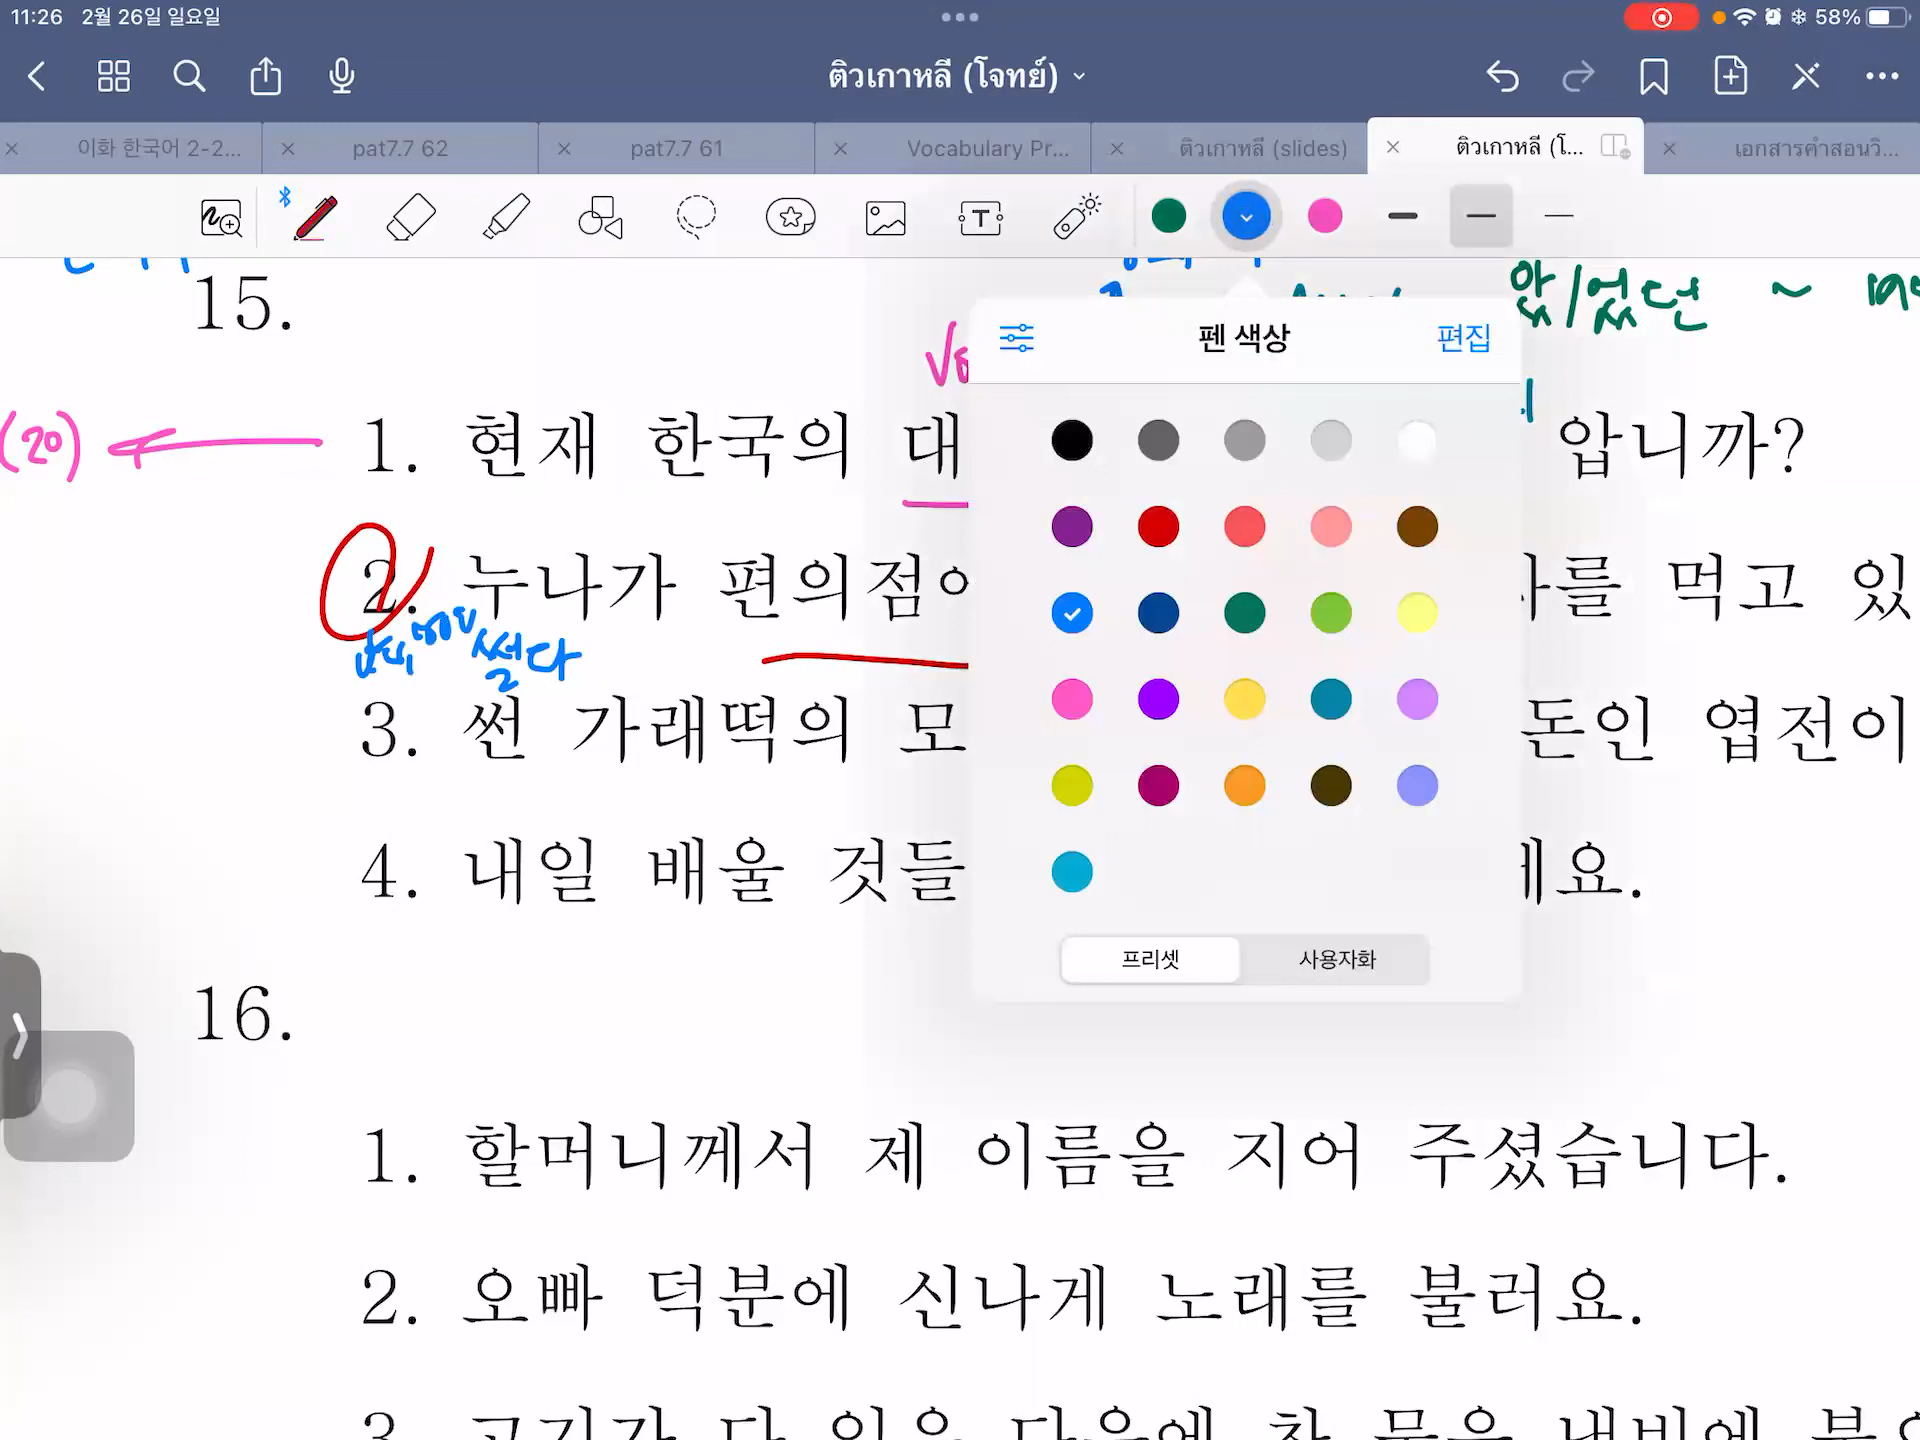 11:26 2월 26일 일요일
58%
ติวเกาหลี (โจทย์)
이화 한국어 2-2...
pat7.7 62
pat7.7 61
Vocabulary Pr...
ติวเกาหลี (slides)
ติวเกาหลี (โ...
เอกสารคำสอนวิ...
T
15.
았/었던 ~
펜 색상
편집
(20)
1. 현재 한국의 대 압니까?
2. 누나가 편의점 를 먹고 있
썰다
3. 썬 가래떡의 모 돈인 엽전이
4. 내일 배울 것들 요.
프리셋
사용자화
16.
1. 할머니께서 제 이름을 지어 주셨습니다.
2. 오빠 덕분에 신나게 노래를 불러요.